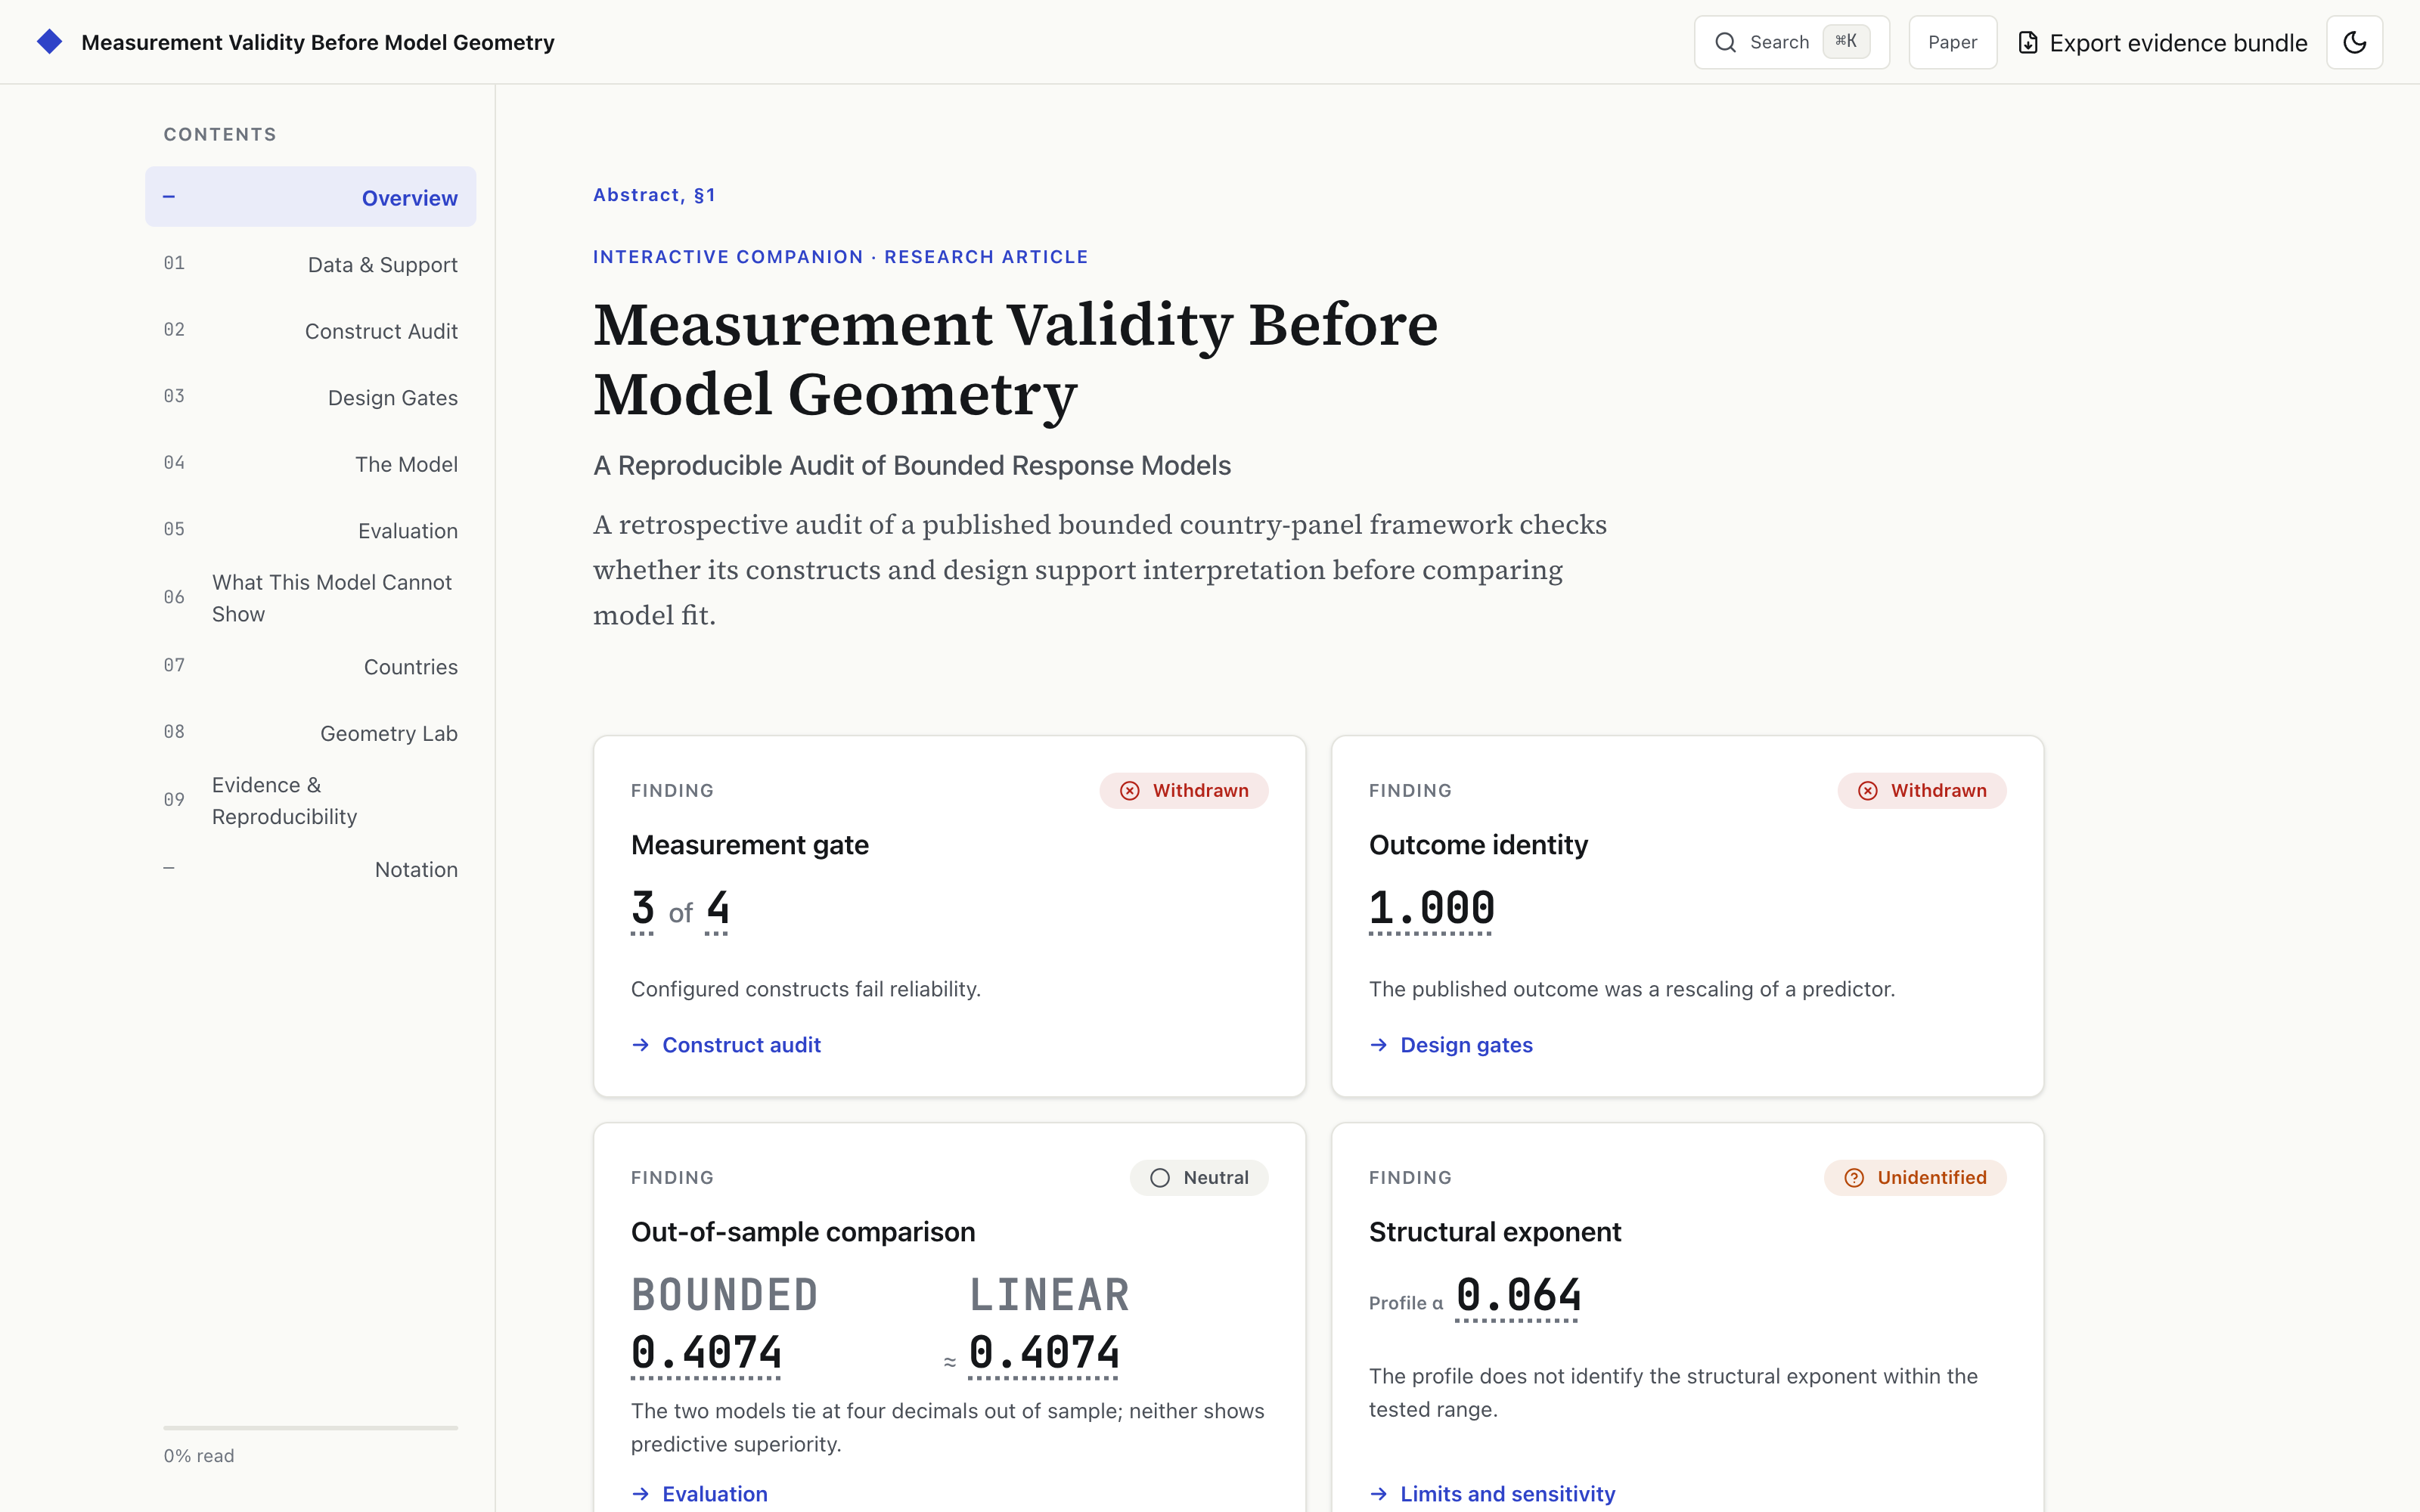 Measurement Validity Before Model Geometry
Search ⌘K
Paper
Export evidence bundle
CONTENTS
— Overview
01 Data & Support
02 Construct Audit
03 Design Gates
04 The Model
05 Evaluation
06 What This Model Cannot
Show
07 Countries
08 Geometry Lab
09 Evidence &
Reproducibility
— Notation
0% read
Abstract, §1
INTERACTIVE COMPANION · RESEARCH ARTICLE
Measurement Validity Before
Model Geometry
A Reproducible Audit of Bounded Response Models
A retrospective audit of a published bounded country-panel framework checks
whether its constructs and design support interpretation before comparing
model fit.
FINDING Withdrawn
Measurement gate
3 of 4
Configured constructs fail reliability.
→ Construct audit
FINDING Withdrawn
Outcome identity
1.000
The published outcome was a rescaling of a predictor.
→ Design gates
FINDING Neutral
Out-of-sample comparison
BOUNDED LINEAR
0.4074 ≈ 0.4074
The two models tie at four decimals out of sample; neither shows
predictive superiority.
→ Evaluation
FINDING Unidentified
Structural exponent
Profile α 0.064
The profile does not identify the structural exponent within the
tested range.
→ Limits and sensitivity